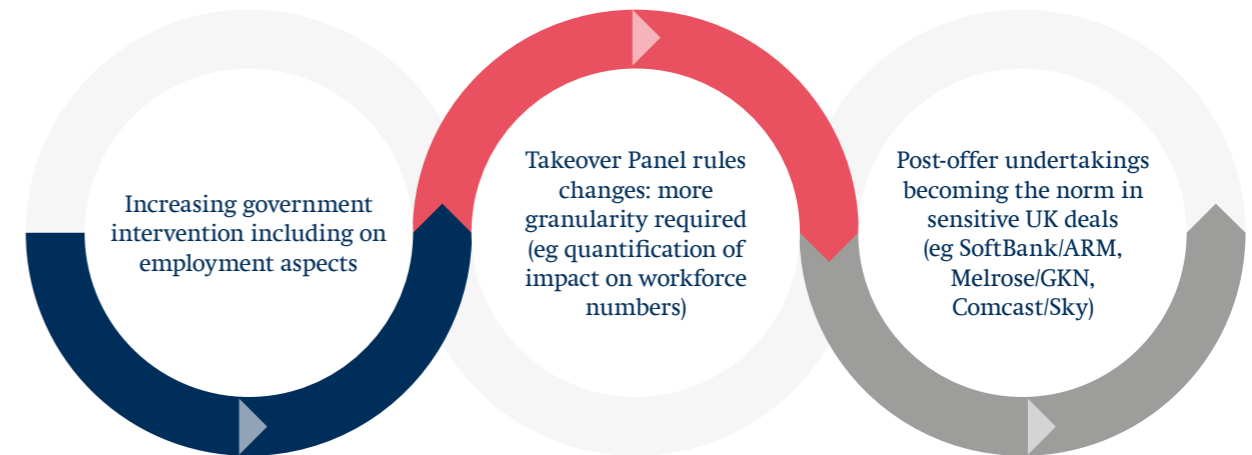 Increasing government
intervention including on
employment aspects
Takeover Panel rules
changes: more
granularity required
(eg quantification of
impact on workforce
numbers)
Post-offer undertakings
becoming the norm in
sensitive UK deals
(eg SoftBank/ARM,
Melrose/GKN,
Comcast/Sky)